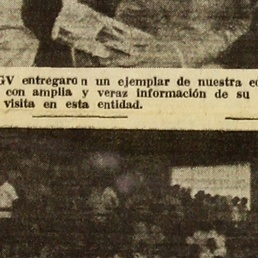 GV entregaron un ejemplar de nuestra
con amplia y veraz información de su
visita en esta entidad.